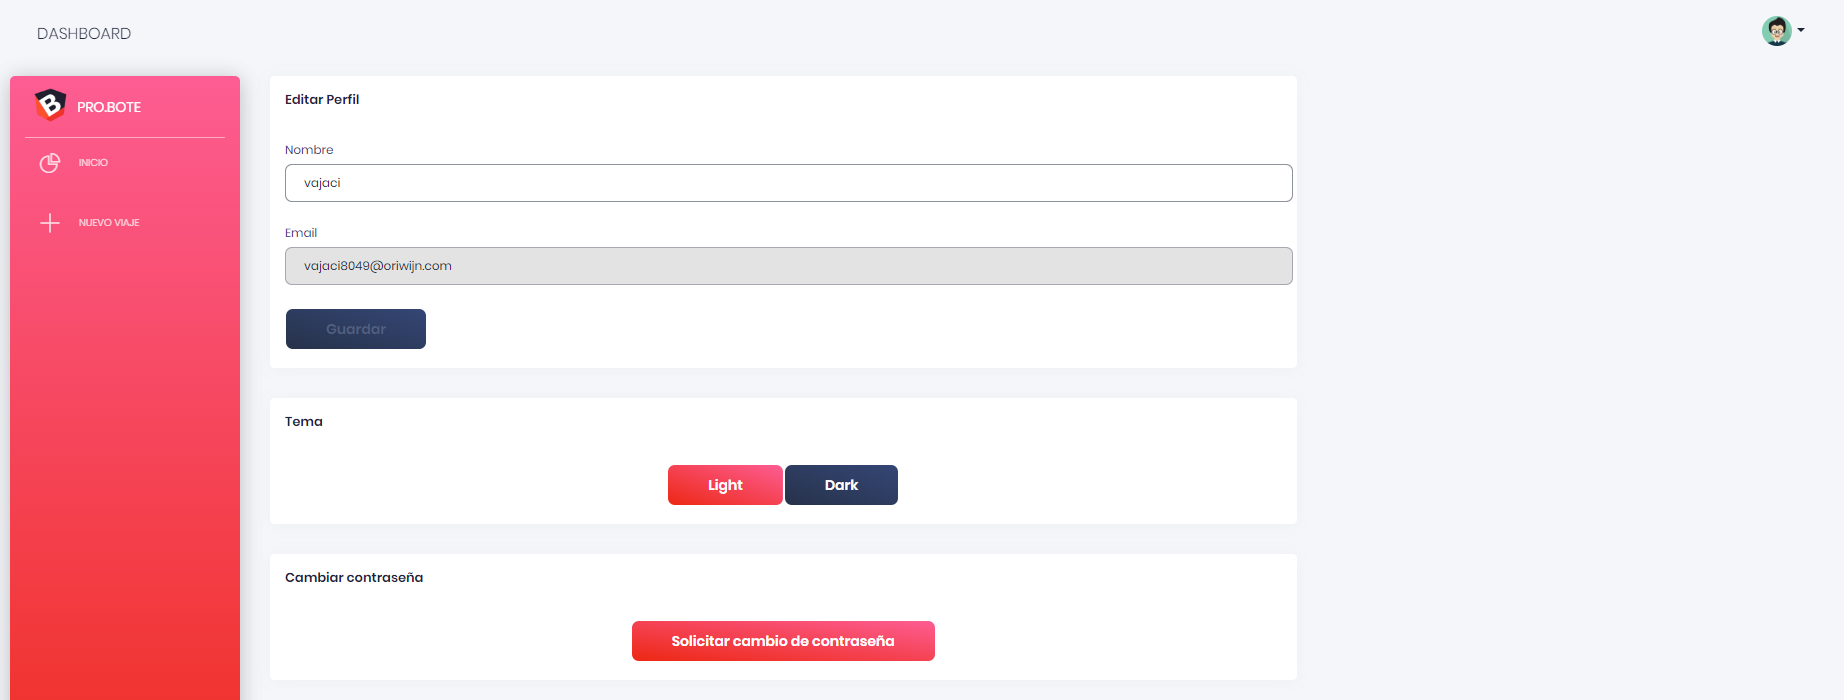 DASHBOARD
PRO.BOTE
INICIO
NUEVO VIAJE
Editar Perfil
Nombre
vajaci
Email
vajaci8049@oriwijn.com
Guardar
Tema
Light
Dark
Cambiar contraseña
Solicitar cambio de contraseña